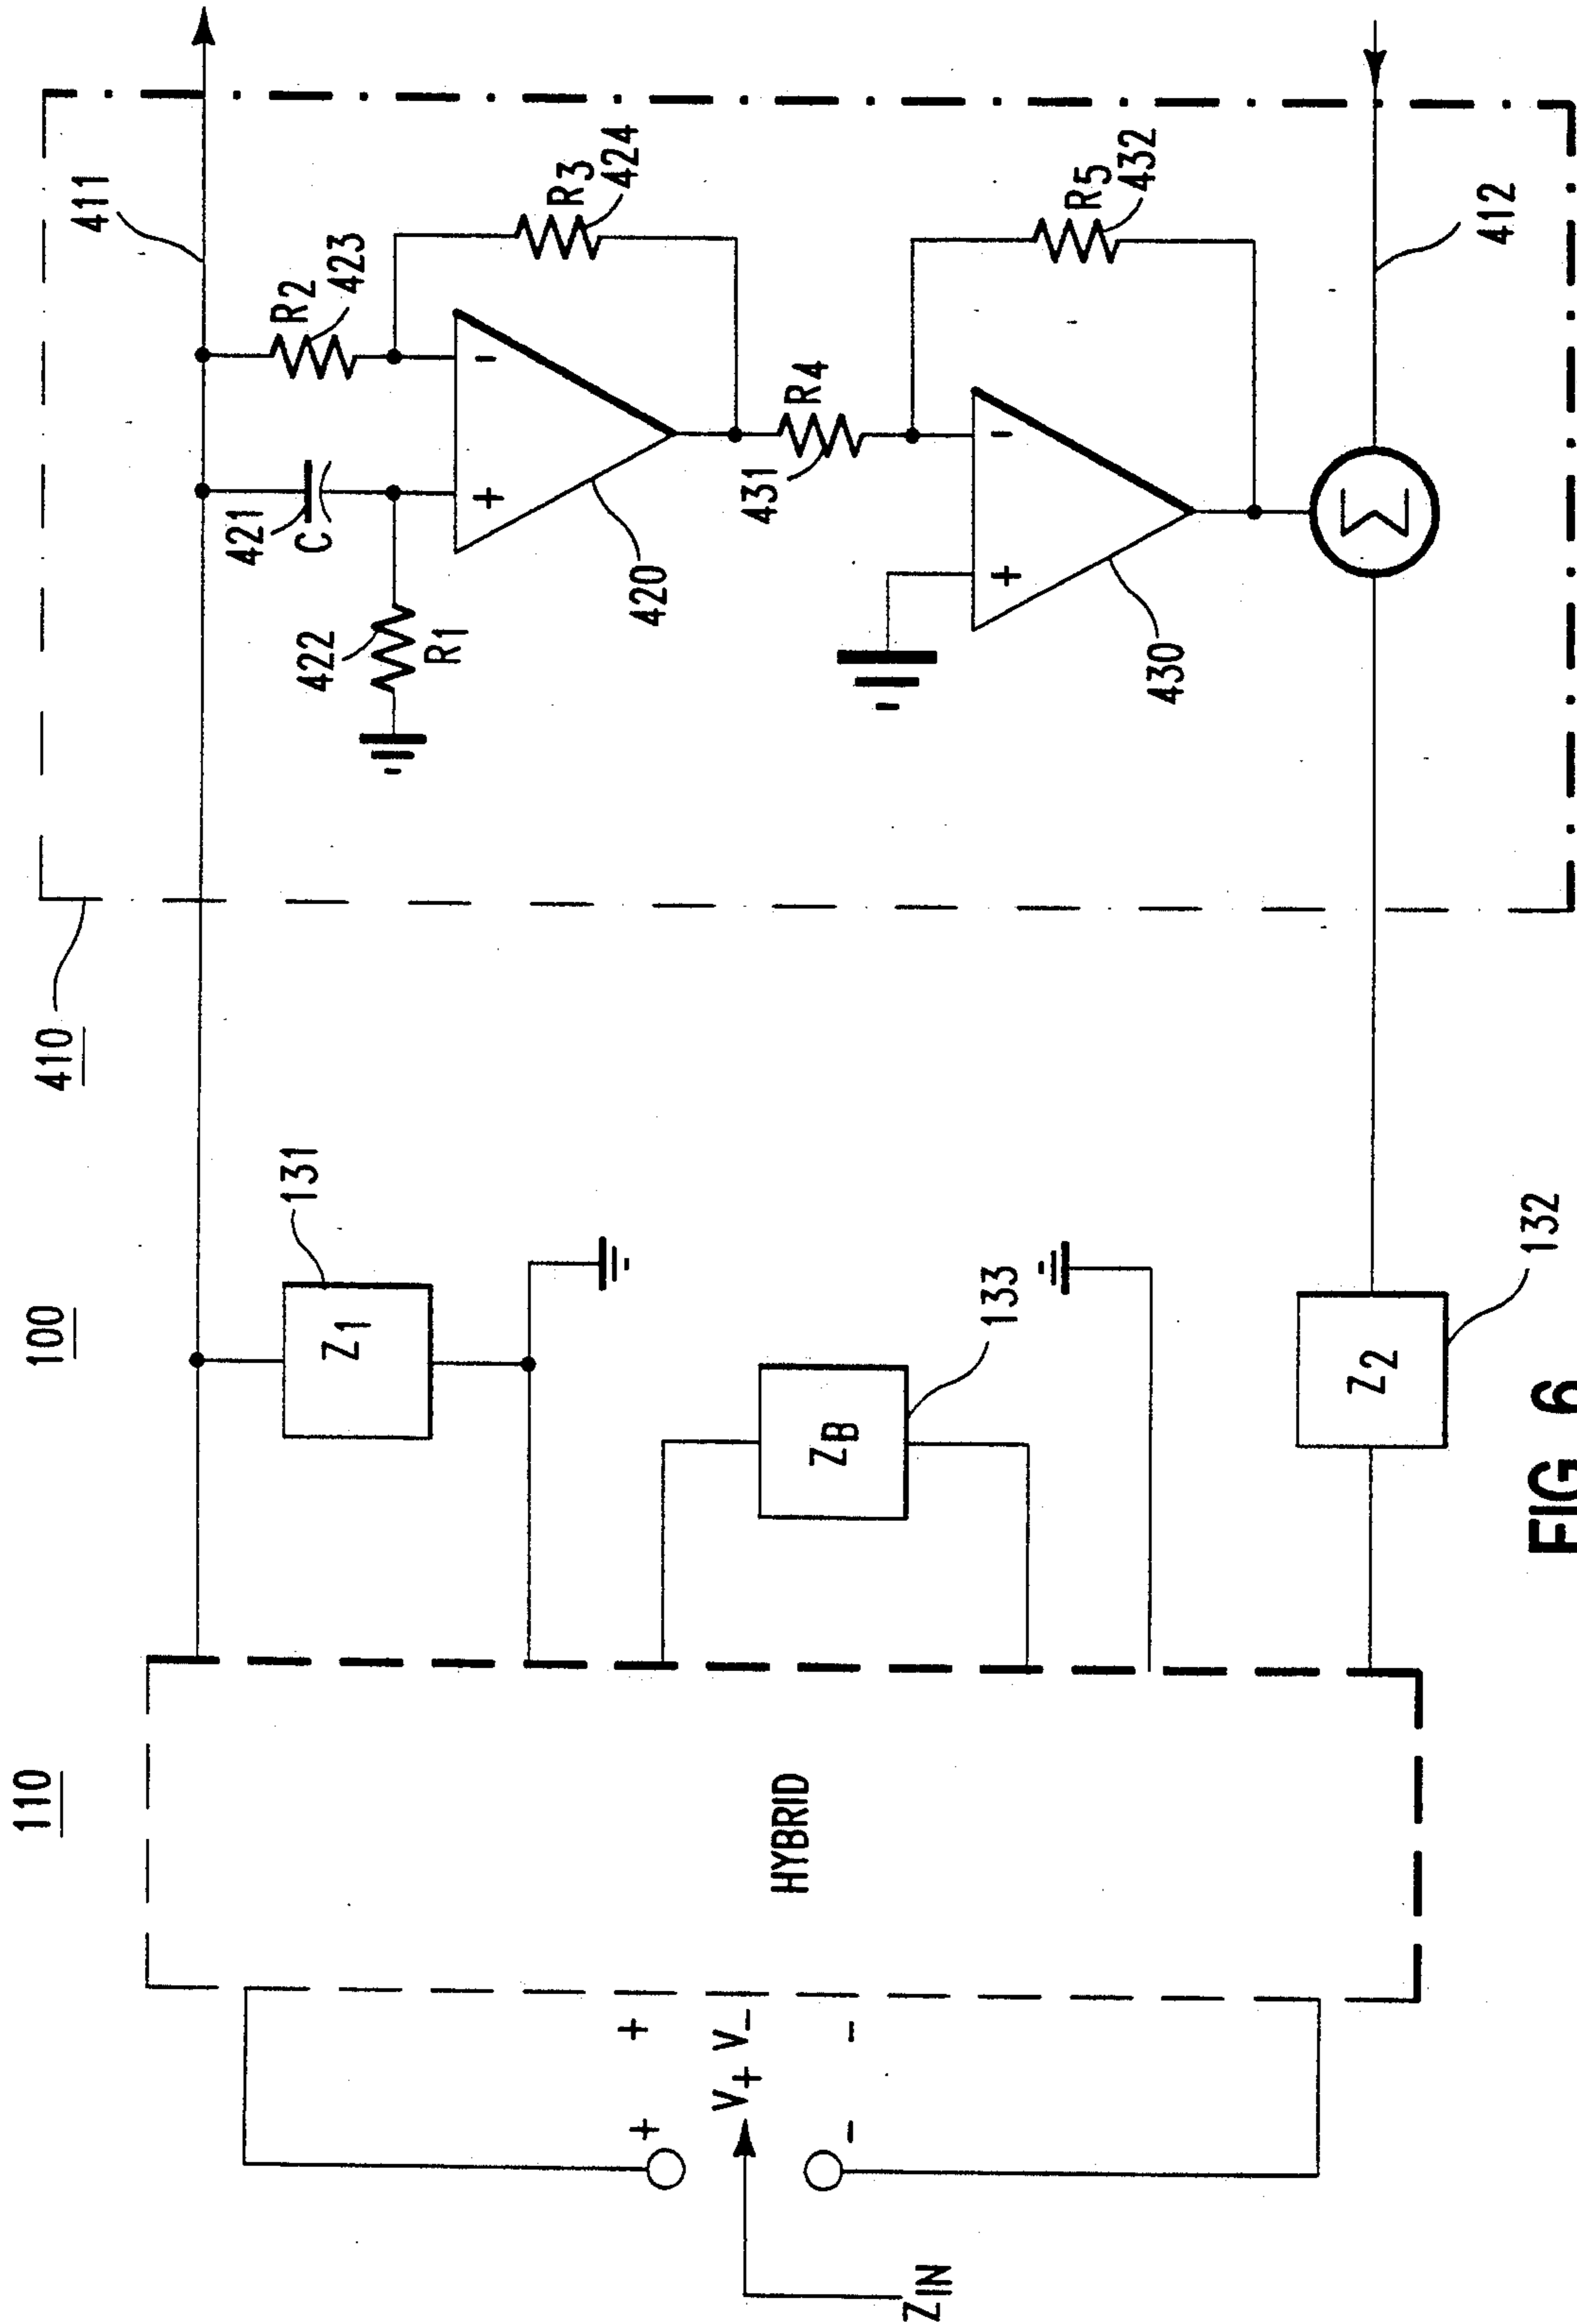 110
100
410
HYBRID
ZIN
+
V+ V-
-
+
-
Z1
131
ZB
133
Z2
132
411
421
C
R2
423
422
R1
+
-
420
R3
424
431
R4
+
-
430
R5
432
Σ
412
FIG. 6